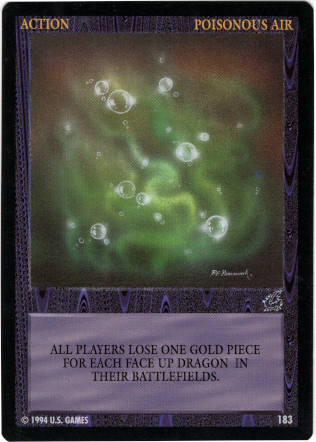 ACTION POISONOUS AIR
ALL PLAYERS LOSE ONE GOLD PIECE
FOR EACH FACE UP DRAGON IN
THEIR BATTLEFIELDS.
© 1994 U.S. GAMES 183